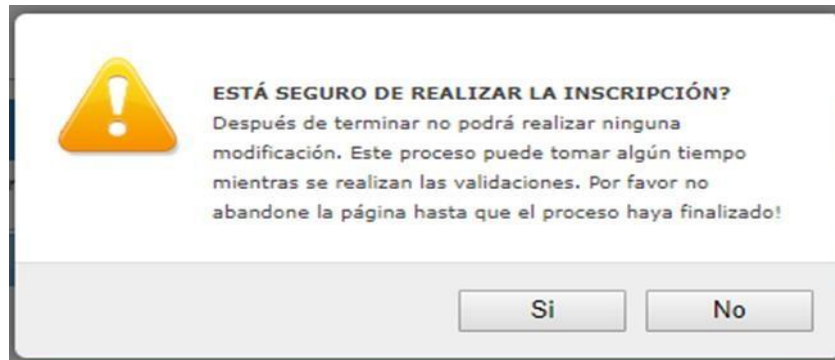 ESTÁ SEGURO DE REALIZAR LA INSCRIPCIÓN?
Después de terminar no podrá realizar ninguna
modificación. Este proceso puede tomar algún tiempo
mientras se realizan las validaciones. Por favor no
abandone la página hasta que el proceso haya finalizado!
Si
No